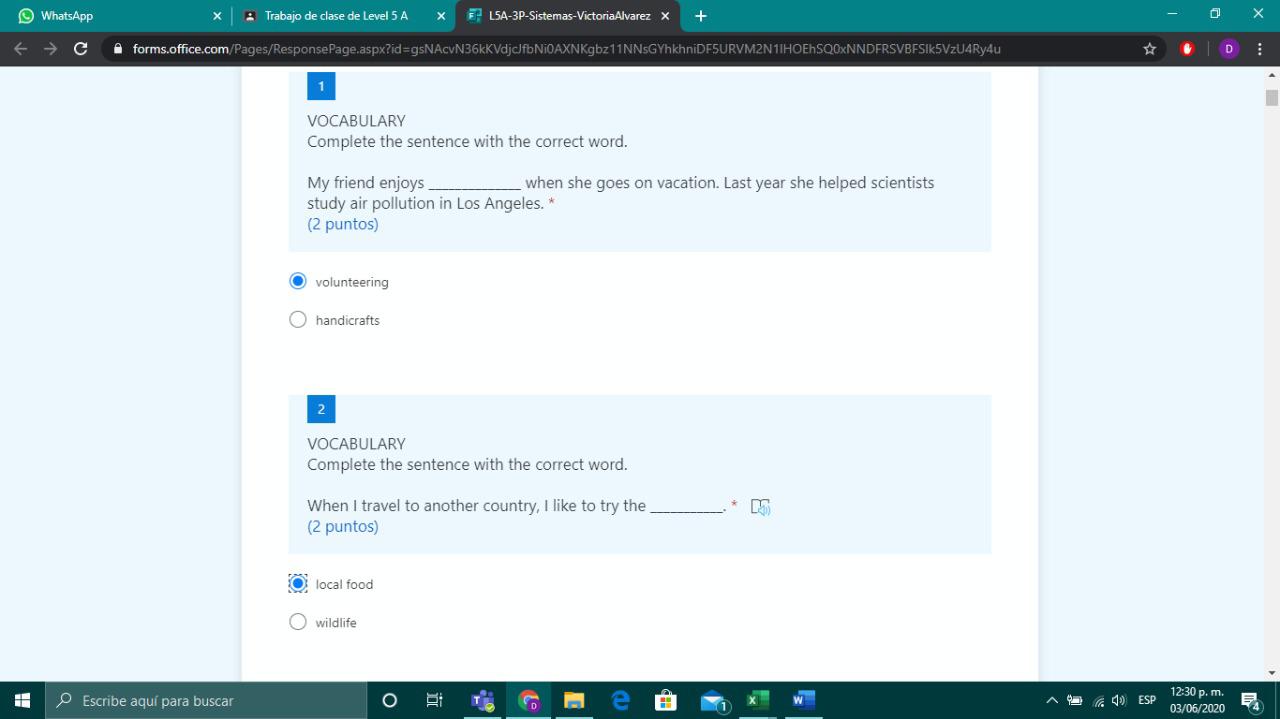 WhatsApp
Trabajo de clase de Level 5 A
L5A-3P-Sistemas-VictoriaAlvarez
forms.office.com/Pages/ResponsePage.aspx?id=gsNAcvN36kKVdjcJfbNi0AXNKgbz11NNsGYhkhniDF5URVM2N1lHOEhSQ0xNNDFRSVBFSlk5VzU4Ry4u
D
1
VOCABULARY
Complete the sentence with the correct word.
My friend enjoys ______________ when she goes on vacation. Last year she helped scientists
study air pollution in Los Angeles. *
(2 puntos)
volunteering
handicrafts
2
VOCABULARY
Complete the sentence with the correct word.
When I travel to another country, I like to try the ___________. *
(2 puntos)
local food
wildlife
Escribe aquí para buscar
1
ESP
12:30 p. m.
03/06/2020
4